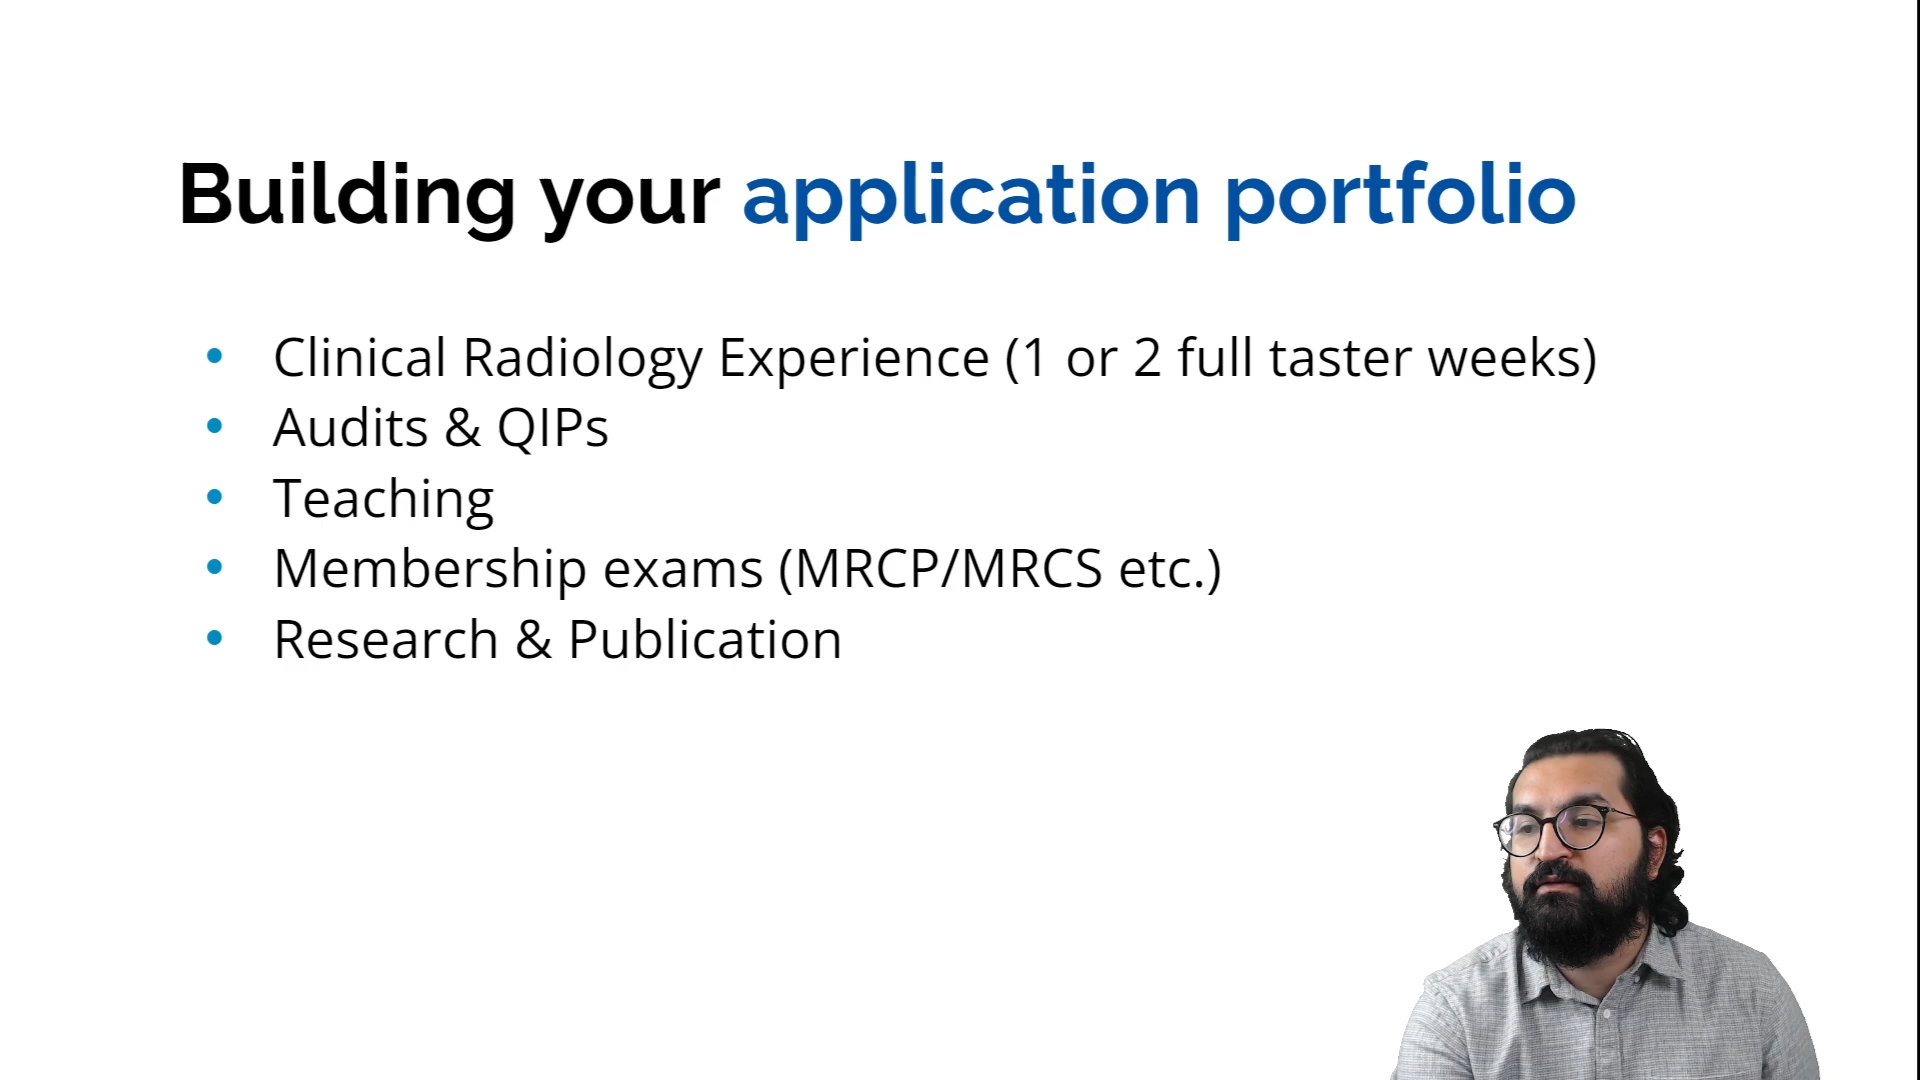 Building your application portfolio
• Clinical Radiology Experience (1 or 2 full taster weeks)
• Audits & QIPs
• Teaching
• Membership exams (MRCP/MRCS etc.)
• Research & Publication